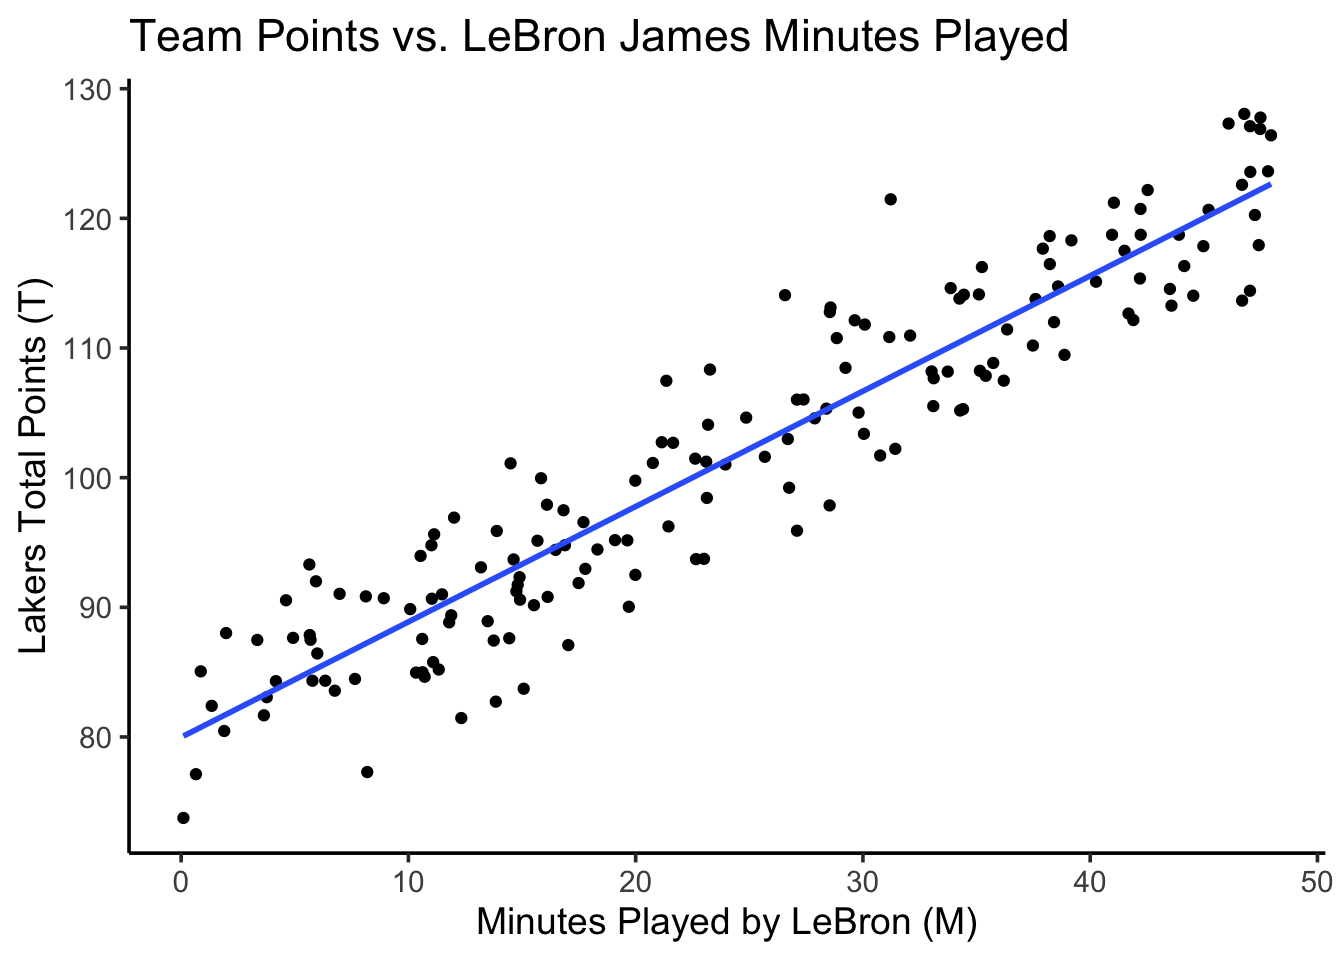 Team Points vs. LeBron James Minutes Played
130
120
110
100
90
80
Lakers Total Points (T)
0 10 20 30 40 50
Minutes Played by LeBron (M)